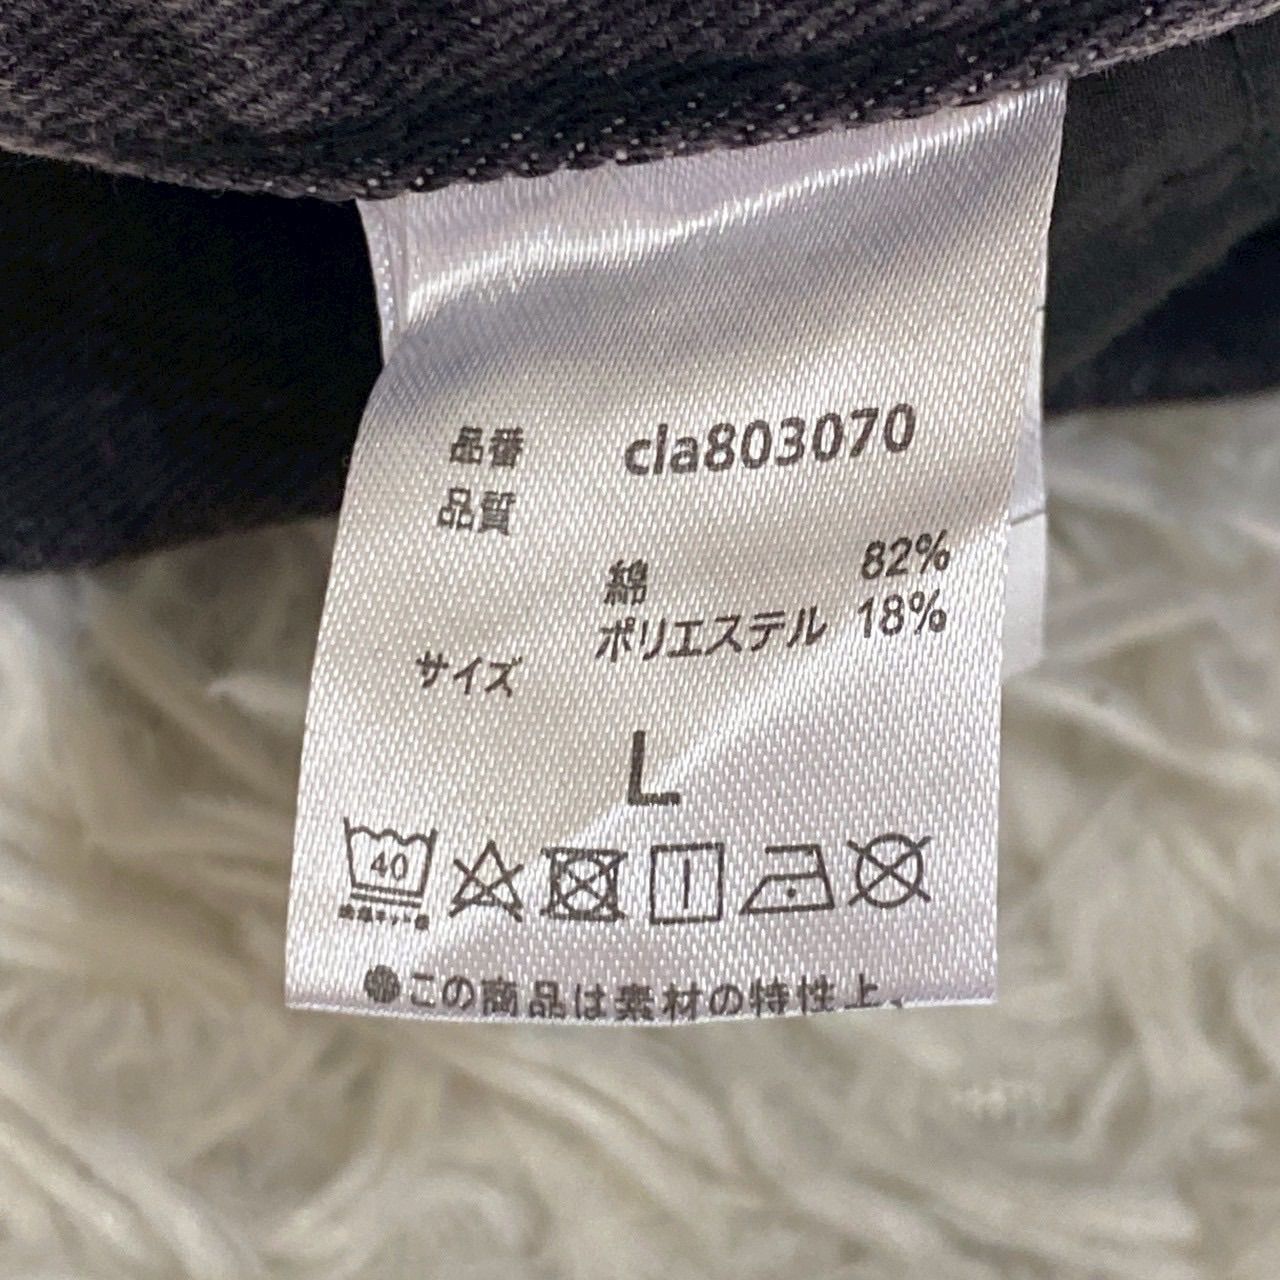 品番 cla803070
品質
綿 82%
ポリエステル 18%
サイズ
L
40
●この商品は素材の特性上、